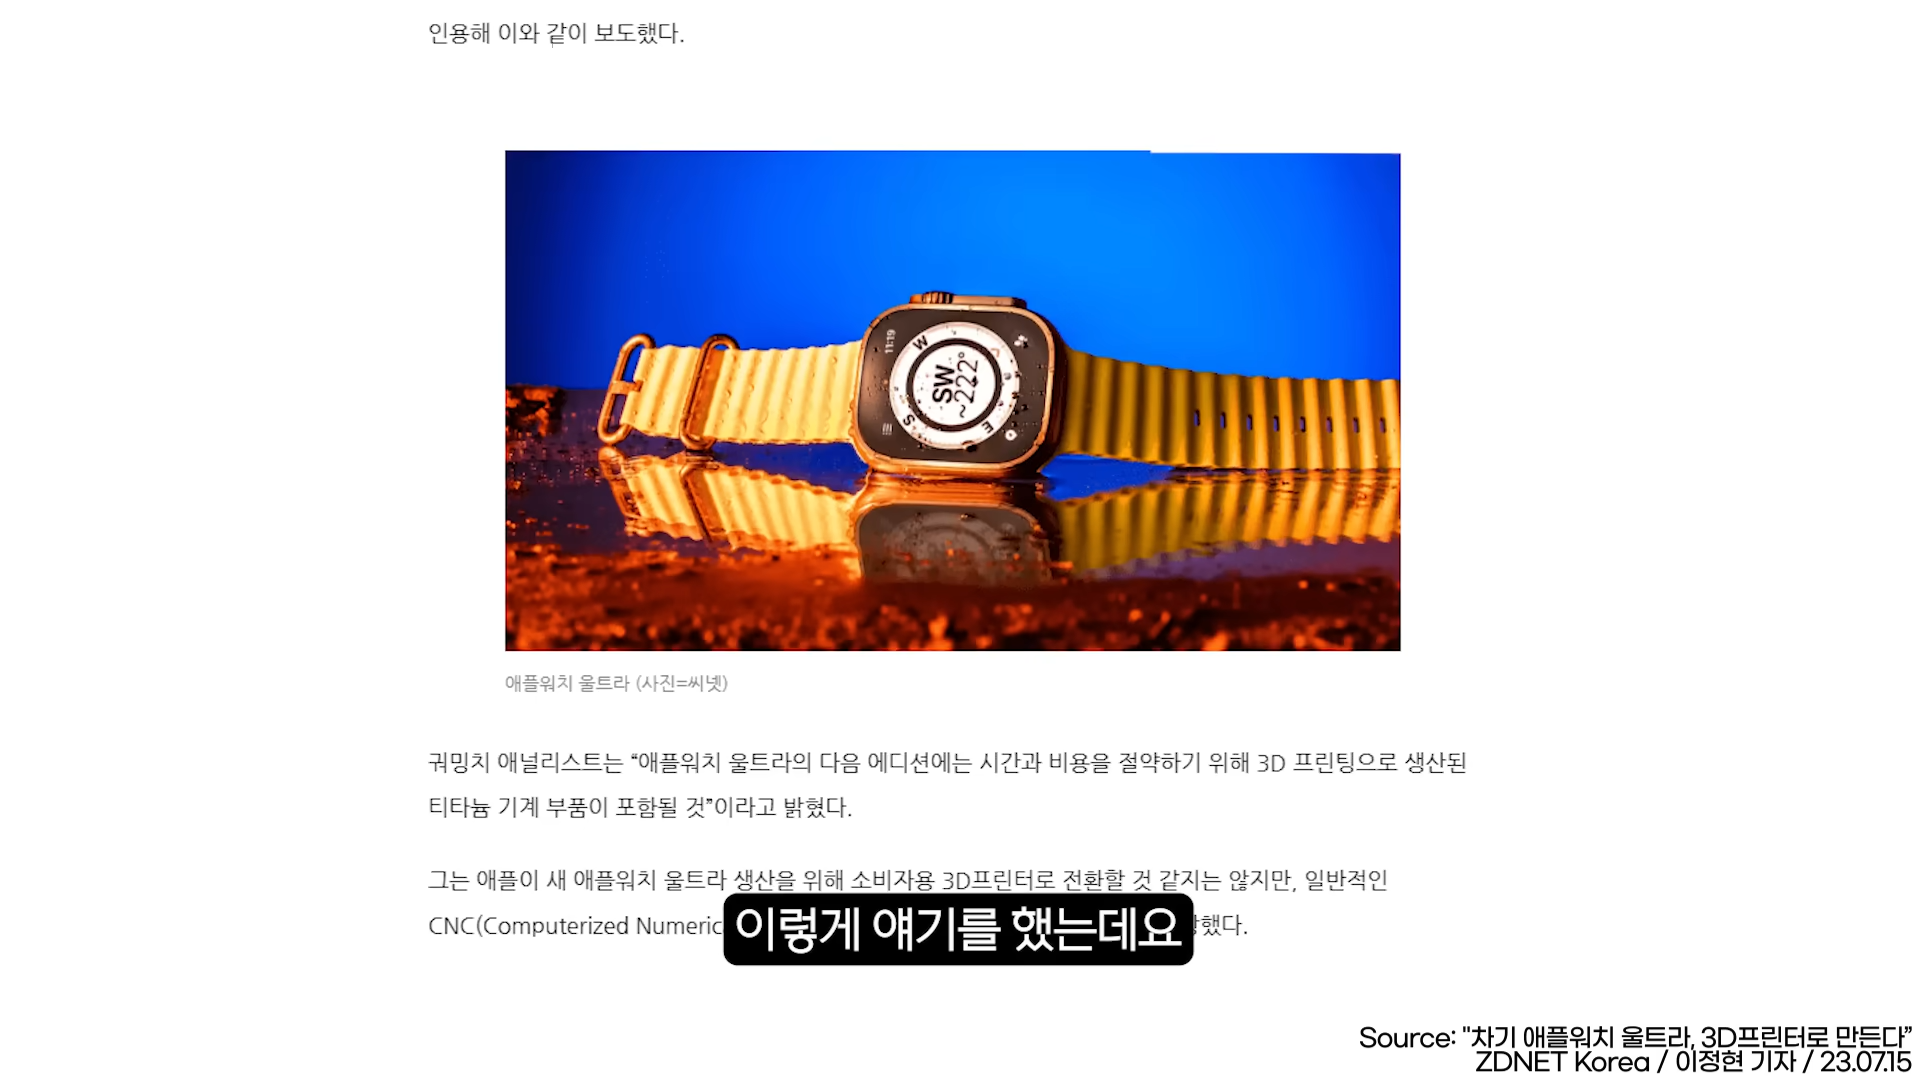 인용해 이와 같이 보도했다.
11:19
W
SW
~222°
S
E
애플워치 울트라 (사진=씨넷)
궈밍치 애널리스트는 “애플워치 울트라의 다음 에디션에는 시간과 비용을 절약하기 위해 3D 프린팅으로 생산된
티타늄 기계 부품이 포함될 것”이라고 밝혔다.
그는 애플이 새 애플워치 울트라 생산을 위해 소비자용 3D프린터로 전환할 것 같지는 않지만, 일반적인
CNC(Computerized Numeric
했다.
이렇게 얘기를 했는데요
Source: "차기 애플워치 울트라, 3D프린터로 만든다”
ZDNET Korea / 이정현 기자 / 23.07.15